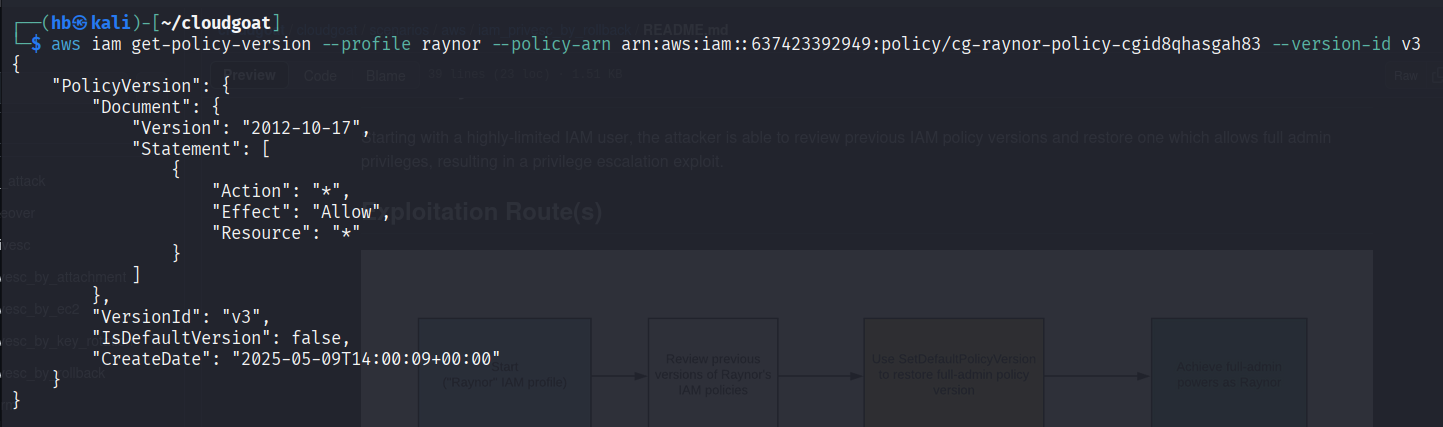 ┌──(hb㉿kali)-[~/cloudgoat]
└─$ aws iam get-policy-version --profile raynor --policy-arn arn:aws:iam::637423392949:policy/cg-raynor-policy-cgid8qhasgah83 --version-id v3
{
    "PolicyVersion": {
        "Document": {
            "Version": "2012-10-17",
            "Statement": [
                {
                    "Action": "*",
                    "Effect": "Allow",
                    "Resource": "*"
                }
            ]
        },
        "VersionId": "v3",
        "IsDefaultVersion": false,
        "CreateDate": "2025-05-09T14:00:09+00:00"
    }
}
README.md
Preview Code Blame
Raw
Starting with a highly-limited IAM user, the attacker is able to review previous IAM policy versions and restore one which allows full admin
privileges, resulting in a privilege escalation exploit.
Exploitation Route(s)
_attack
esc_by_attachment
esc_by_ec2
esc_by_key_ro
esc_by_rollback
Start
("Raynor" IAM profile)
Review previous
versions of Raynor's
IAM policies
Use SetDefaultPolicyVersion
to restore full-admin policy
version
Achieve full-admin
powers as Raynor